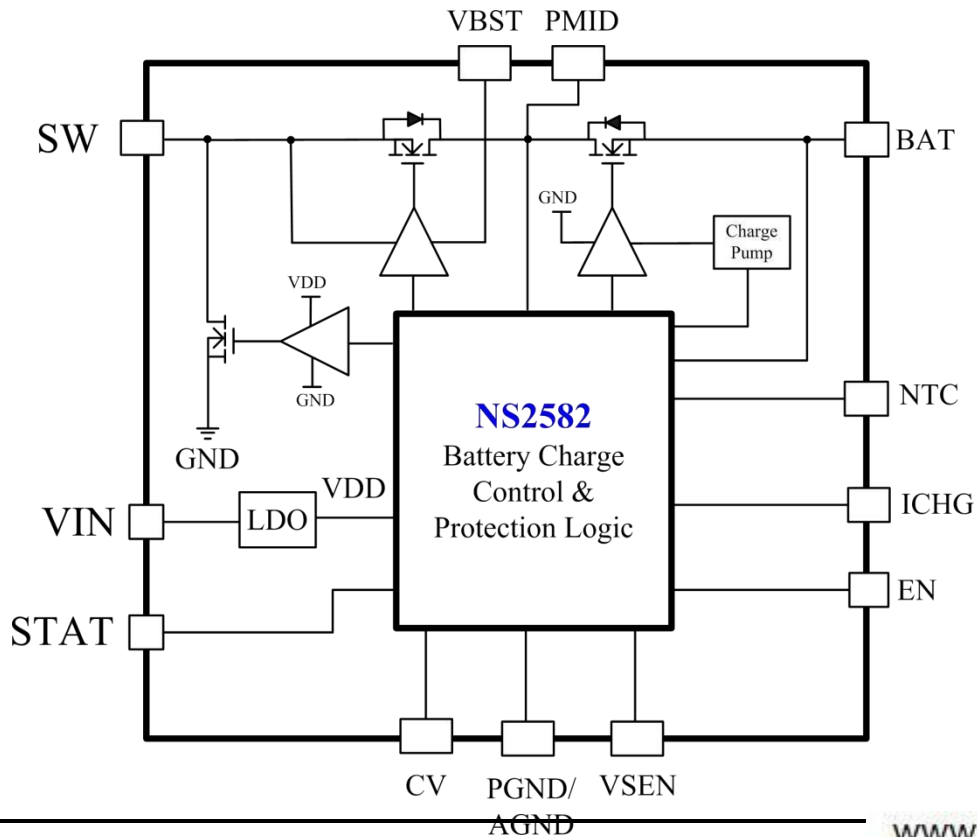 VBST PMID
SW
BAT
GND
Charge
Pump
VDD
GND
GND
NS2582
Battery Charge
Control &
Protection Logic
NTC
VDD
LDO
VIN
ICHG
EN
STAT
CV
PGND/
AGND
VSEN
www